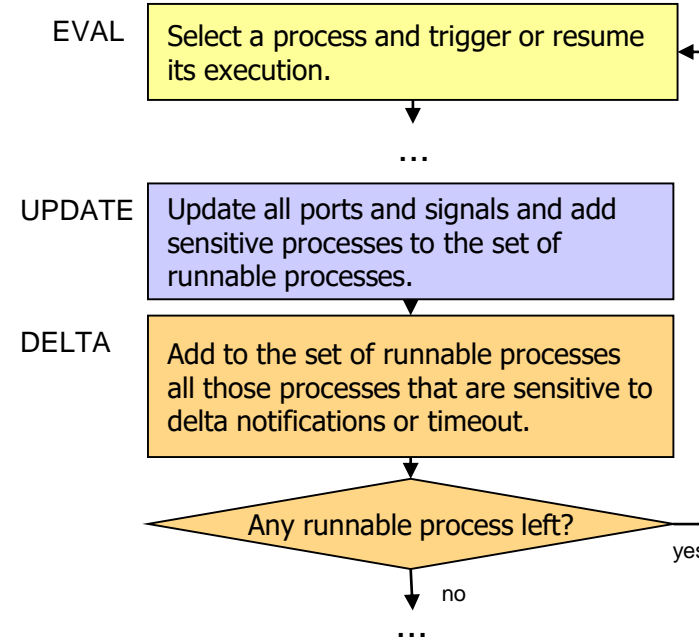 EVAL
Select a process and trigger or resume
its execution.
...
UPDATE
Update all ports and signals and add
sensitive processes to the set of
runnable processes.
DELTA
Add to the set of runnable processes
all those processes that are sensitive to
delta notifications or timeout.
Any runnable process left?
yes
no
...